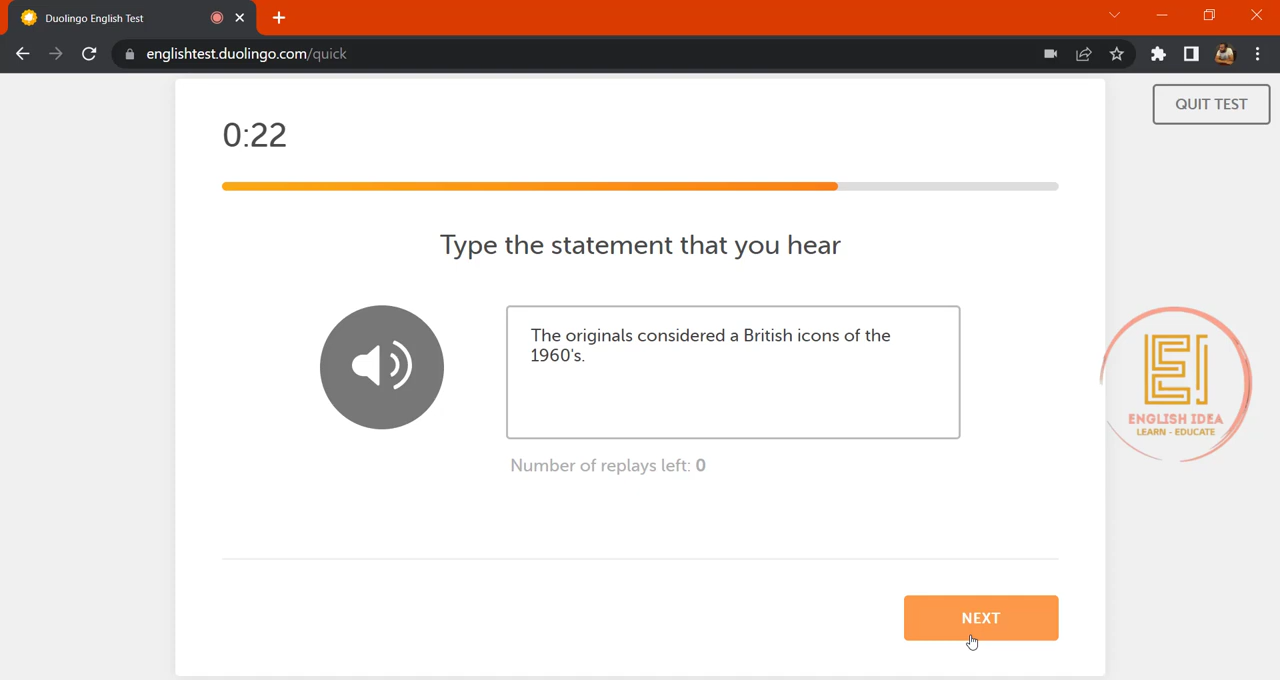 Duolingo English Test
englishtest.duolingo.com/quick
QUIT TEST
0:22
Type the statement that you hear
The originals considered a British icons of the
1960's.
Number of replays left: 0
EI
ENGLISH IDEA
LEARN - EDUCATE
NEXT